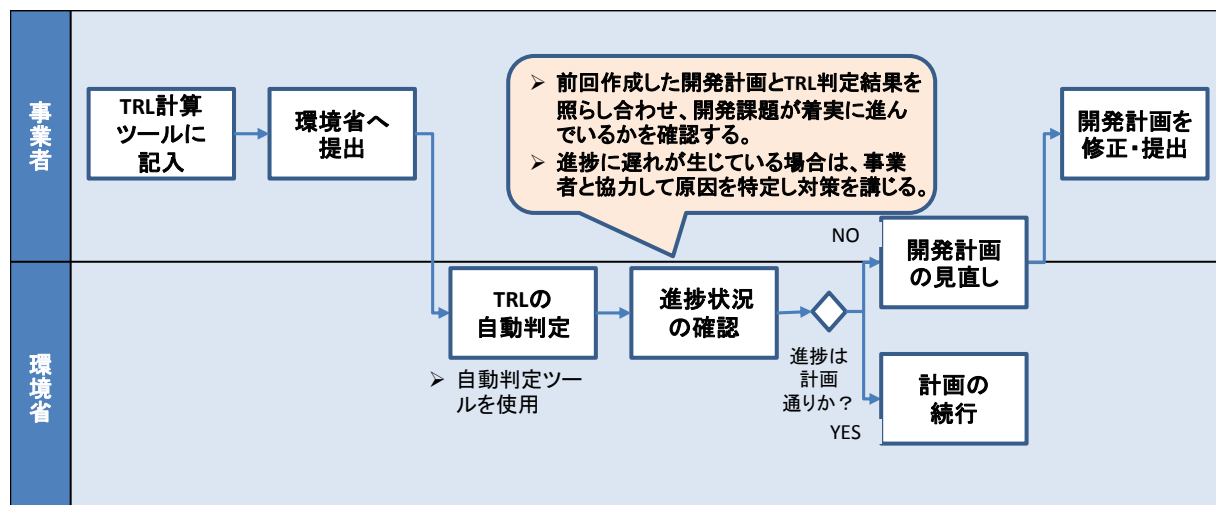 事業者
TRL計算
ツールに
記入
環境省へ
提出
➢ 前回作成した開発計画とTRL判定結果を
照らし合わせ、開発課題が着実に進ん
でいるかを確認する。
➢ 進捗に遅れが生じている場合は、事業
者と協力して原因を特定し対策を講じる。
開発計画を
修正・提出
NO
開発計画
の見直し
環境省
TRLの
自動判定
➢ 自動判定ツー
ルを使用
進捗状況
の確認
進捗は
計画
通りか？
YES
計画の
続行